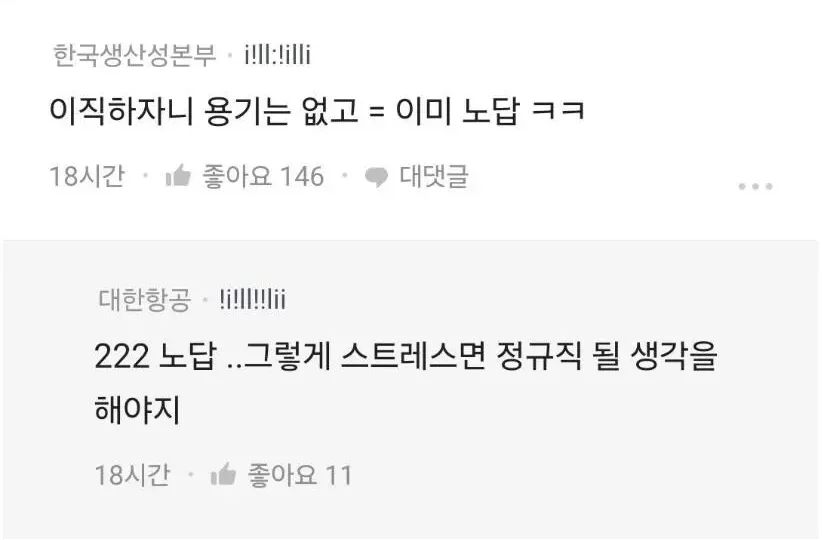 한국생산성본부 · i!ll:!illi
이직하자니 용기는 없고 = 이미 노답 ㅋㅋ
18시간 · 좋아요 146 · 대댓글
대한항공 · !i!ll!!lii
222 노답 ..그렇게 스트레스면 정규직 될 생각을
해야지
18시간 · 좋아요 11